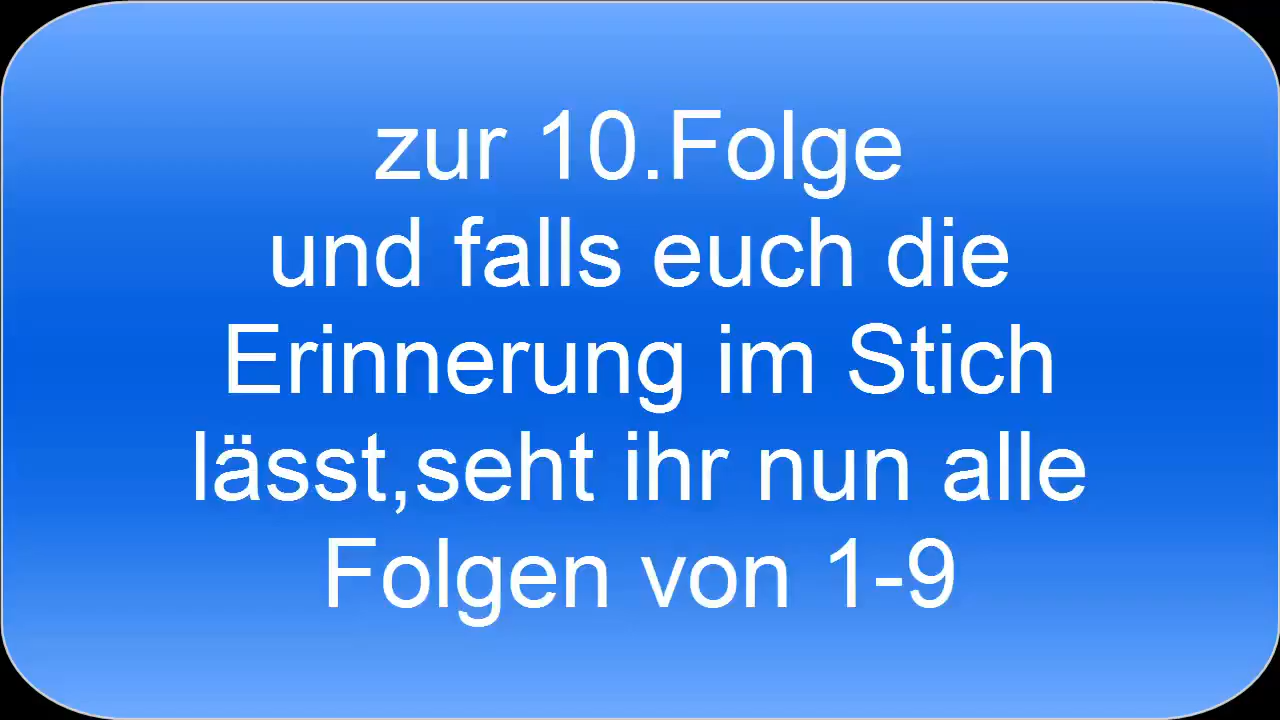 zur 10.Folge
und falls euch die
Erinnerung im Stich
lässt,seht ihr nun alle
Folgen von 1-9